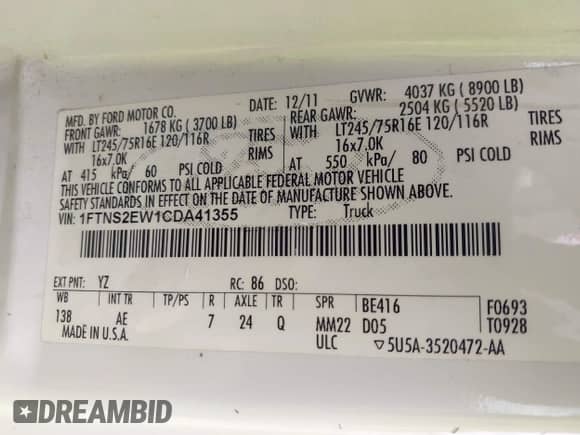 MFD. BY FORD MOTOR CO.
DATE: 12/11
GVWR: 4037 KG ( 8900 LB)
FRONT GAWR: 1678 KG ( 3700 LB)
REAR GAWR: 2504 KG ( 5520 LB)
WITH LT245/75R16E 120/116R TIRES
WITH LT245/75R16E 120/116R TIRES
16x7.0K RIMS
16x7.0K RIMS
AT 415 kPa/ 60 PSI COLD
AT 550 kPa/ 80 PSI COLD
THIS VEHICLE CONFORMS TO ALL APPLICABLE FEDERAL MOTOR VEHICLE
SAFETY STANDARDS IN EFFECT ON THE DATE OF MANUFACTURE SHOWN ABOVE.
VIN: 1FTNS2EW1CDA41355
TYPE: Truck
EXT PNT: YZ RC: 86 DSO:
WB INT TR TP/PS R AXLE TR SPR BE416 F0693
138 AE 7 24 Q MM22 D05 T0928
MADE IN U.S.A. ULC ▽5U5A-3520472-AA
DREAMBID